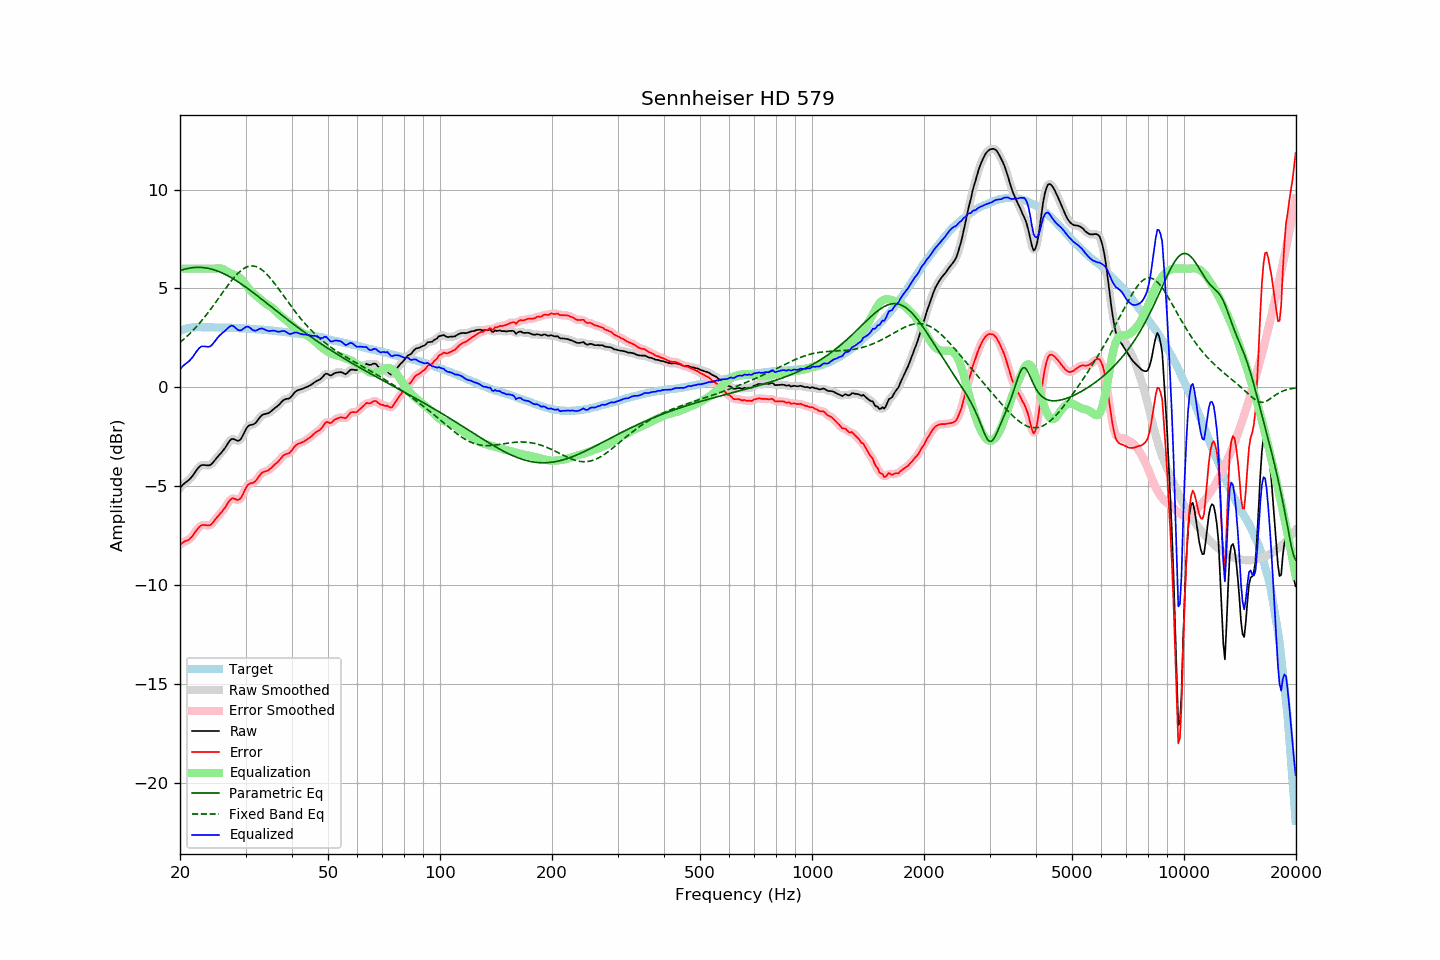 Sennheiser HD 579
Amplitude (dBr)
10
5
0
−5
−10
−15
−20
Target
Raw Smoothed
Error Smoothed
Raw
Error
Equalization
Parametric Eq
Fixed Band Eq
Equalized
20 50 100 200 500 1000 2000 5000 10000 20000
Frequency (Hz)